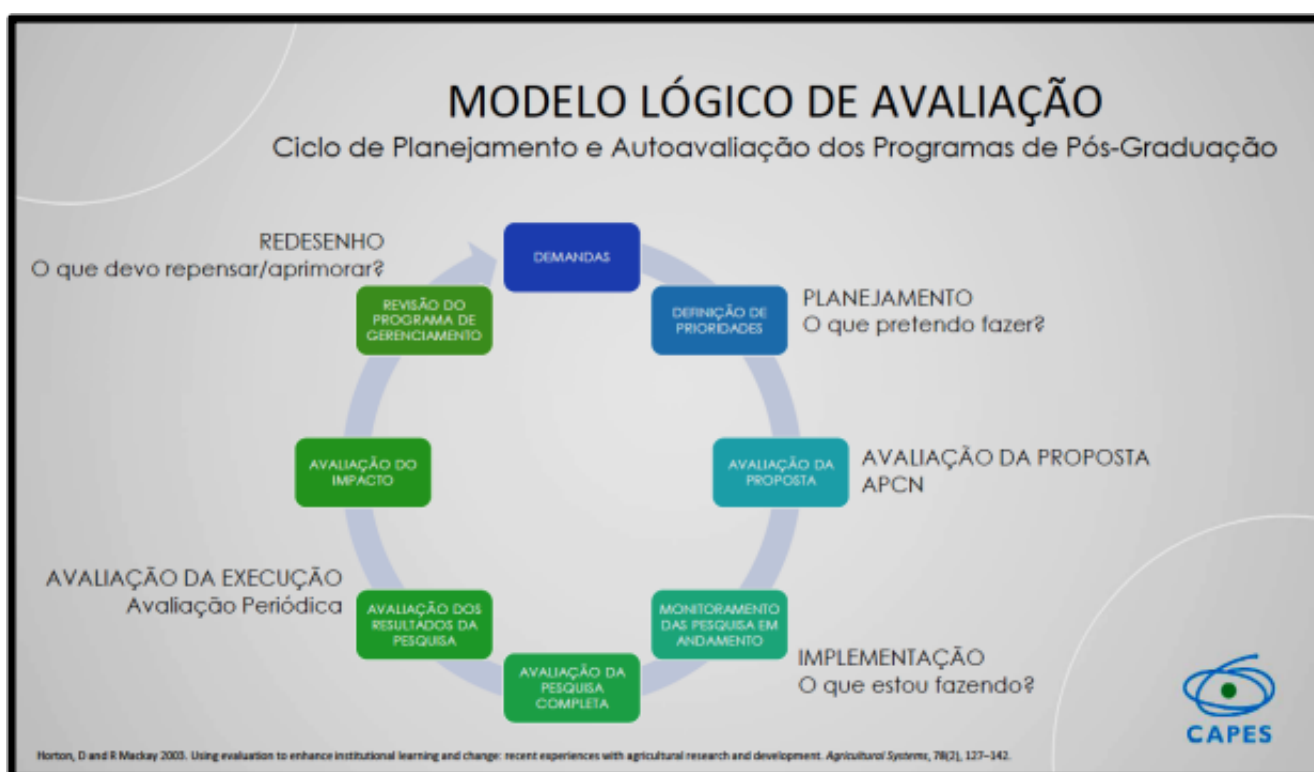 MODELO LÓGICO DE AVALIAÇÃO
Ciclo de Planejamento e Autoavaliação dos Programas de Pós-Graduação
REDESENHO
O que devo repensar/aprimorar?
DEMANDAS
REVISÃO DO
PROGRAMA DE
GERENCIAMENTO
DEFINIÇÃO DE
PRIORIDADES
PLANEJAMENTO
O que pretendo fazer?
AVALIAÇÃO DO
IMPACTO
AVALIAÇÃO DA
PROPOSTA
AVALIAÇÃO DA PROPOSTA
APCN
AVALIAÇÃO DA EXECUÇÃO
Avaliação Periódica
AVALIAÇÃO DOS
RESULTADOS DA
PESQUISA
MONITORAMENTO
DAS PESQUISA EM
ANDAMENTO
AVALIAÇÃO DA
PESQUISA
COMPLETA
IMPLEMENTAÇÃO
O que estou fazendo?
CAPES
Horton, D and R Mackay 2003. Using evaluation to enhance institutional learning and change: recent experiences with agricultural research and development. Agricultural Systems, 78(2), 127–142.